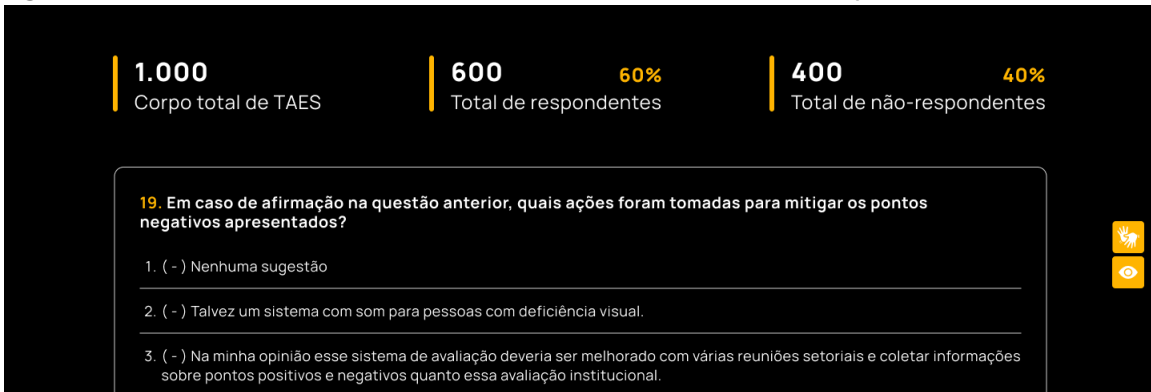 1.000
Corpo total de TAES
600 60%
Total de respondentes
400 40%
Total de não-respondentes
19. Em caso de afirmação na questão anterior, quais ações foram tomadas para mitigar os pontos
negativos apresentados?
1. ( - ) Nenhuma sugestão
2. ( - ) Talvez um sistema com som para pessoas com deficiência visual.
3. ( - ) Na minha opinião esse sistema de avaliação deveria ser melhorado com várias reuniões setoriais e coletar informações
sobre pontos positivos e negativos quanto essa avaliação institucional.